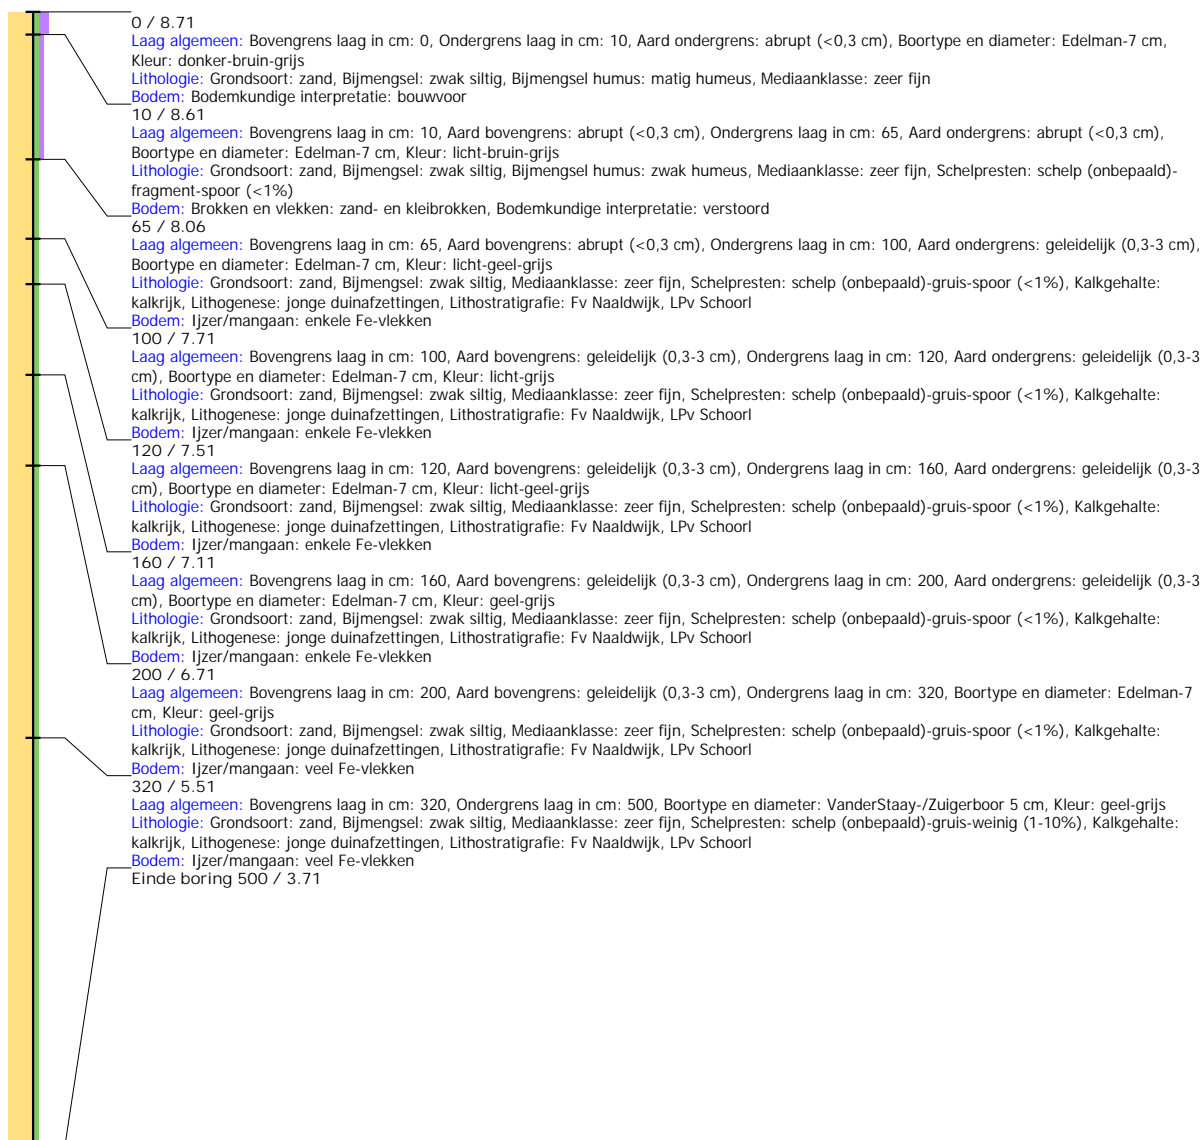 0 / 8.71
Laag algemeen: Bovengrens laag in cm: 0, Ondergrens laag in cm: 10, Aard ondergrens: abrupt (<0,3 cm), Boortype en diameter: Edelman-7 cm,
Kleur: donker-bruin-grijs
Lithologie: Grondsoort: zand, Bijmengsel: zwak siltig, Bijmengsel humus: matig humeus, Mediaanklasse: zeer fijn
Bodem: Bodemkundige interpretatie: bouwvoor
10 / 8.61
Laag algemeen: Bovengrens laag in cm: 10, Aard bovengrens: abrupt (<0,3 cm), Ondergrens laag in cm: 65, Aard ondergrens: abrupt (<0,3 cm),
Boortype en diameter: Edelman-7 cm, Kleur: licht-bruin-grijs
Lithologie: Grondsoort: zand, Bijmengsel: zwak siltig, Bijmengsel humus: zwak humeus, Mediaanklasse: zeer fijn, Schelpresten: schelp (onbepaald)-
fragment-spoor (<1%)
Bodem: Brokken en vlekken: zand- en kleibrokken, Bodemkundige interpretatie: verstoord
65 / 8.06
Laag algemeen: Bovengrens laag in cm: 65, Aard bovengrens: abrupt (<0,3 cm), Ondergrens laag in cm: 100, Aard ondergrens: geleidelijk (0,3-3 cm),
Boortype en diameter: Edelman-7 cm, Kleur: licht-geel-grijs
Lithologie: Grondsoort: zand, Bijmengsel: zwak siltig, Mediaanklasse: zeer fijn, Schelpresten: schelp (onbepaald)-gruis-spoor (<1%), Kalkgehalte:
kalkrijk, Lithogenese: jonge duinafzettingen, Lithostratigrafie: Fv Naaldwijk, LPv Schoorl
Bodem: Ijzer/mangaan: enkele Fe-vlekken
100 / 7.71
Laag algemeen: Bovengrens laag in cm: 100, Aard bovengrens: geleidelijk (0,3-3 cm), Ondergrens laag in cm: 120, Aard ondergrens: geleidelijk (0,3-3
cm), Boortype en diameter: Edelman-7 cm, Kleur: licht-grijs
Lithologie: Grondsoort: zand, Bijmengsel: zwak siltig, Mediaanklasse: zeer fijn, Schelpresten: schelp (onbepaald)-gruis-spoor (<1%), Kalkgehalte:
kalkrijk, Lithogenese: jonge duinafzettingen, Lithostratigrafie: Fv Naaldwijk, LPv Schoorl
Bodem: Ijzer/mangaan: enkele Fe-vlekken
120 / 7.51
Laag algemeen: Bovengrens laag in cm: 120, Aard bovengrens: geleidelijk (0,3-3 cm), Ondergrens laag in cm: 160, Aard ondergrens: geleidelijk (0,3-3
cm), Boortype en diameter: Edelman-7 cm, Kleur: licht-geel-grijs
Lithologie: Grondsoort: zand, Bijmengsel: zwak siltig, Mediaanklasse: zeer fijn, Schelpresten: schelp (onbepaald)-gruis-spoor (<1%), Kalkgehalte:
kalkrijk, Lithogenese: jonge duinafzettingen, Lithostratigrafie: Fv Naaldwijk, LPv Schoorl
Bodem: Ijzer/mangaan: enkele Fe-vlekken
160 / 7.11
Laag algemeen: Bovengrens laag in cm: 160, Aard bovengrens: geleidelijk (0,3-3 cm), Ondergrens laag in cm: 200, Aard ondergrens: geleidelijk (0,3-3
cm), Boortype en diameter: Edelman-7 cm, Kleur: geel-grijs
Lithologie: Grondsoort: zand, Bijmengsel: zwak siltig, Mediaanklasse: zeer fijn, Schelpresten: schelp (onbepaald)-gruis-spoor (<1%), Kalkgehalte:
kalkrijk, Lithogenese: jonge duinafzettingen, Lithostratigrafie: Fv Naaldwijk, LPv Schoorl
Bodem: Ijzer/mangaan: enkele Fe-vlekken
200 / 6.71
Laag algemeen: Bovengrens laag in cm: 200, Aard bovengrens: geleidelijk (0,3-3 cm), Ondergrens laag in cm: 320, Boortype en diameter: Edelman-7
cm, Kleur: geel-grijs
Lithologie: Grondsoort: zand, Bijmengsel: zwak siltig, Mediaanklasse: zeer fijn, Schelpresten: schelp (onbepaald)-gruis-spoor (<1%), Kalkgehalte:
kalkrijk, Lithogenese: jonge duinafzettingen, Lithostratigrafie: Fv Naaldwijk, LPv Schoorl
Bodem: Ijzer/mangaan: veel Fe-vlekken
320 / 5.51
Laag algemeen: Bovengrens laag in cm: 320, Ondergrens laag in cm: 500, Boortype en diameter: VanderStaay-/Zuigerboor 5 cm, Kleur: geel-grijs
Lithologie: Grondsoort: zand, Bijmengsel: zwak siltig, Mediaanklasse: zeer fijn, Schelpresten: schelp (onbepaald)-gruis-weinig (1-10%), Kalkgehalte:
kalkrijk, Lithogenese: jonge duinafzettingen, Lithostratigrafie: Fv Naaldwijk, LPv Schoorl
Bodem: Ijzer/mangaan: veel Fe-vlekken
Einde boring 500 / 3.71